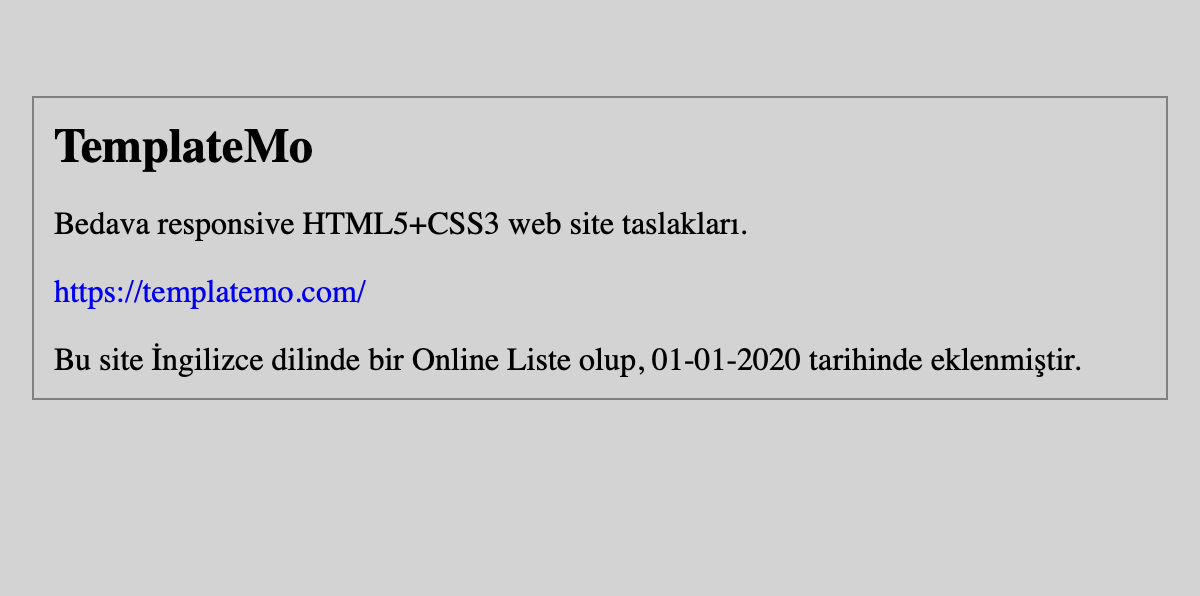 TemplateMo
Bedava responsive HTML5+CSS3 web site taslakları.
https://templatemo.com/
Bu site İngilizce dilinde bir Online Liste olup, 01-01-2020 tarihinde eklenmiştir.